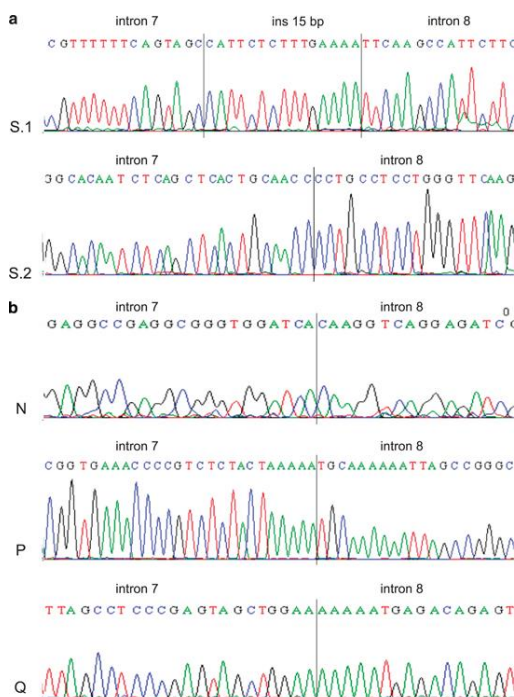 a
intron 7 ins 15 bp intron 8
CGTTTTTTCAGTAGCCATTCTCTTTGAAAATTCAAGCCATTCTTC
S.1
intron 7 intron 8
GGCACAATCTCAGCTCACTGCAACCCCTGCCTCCTGGGTTCAAG
S.2
b
intron 7 intron 8
GAGGCCGAGGCGGGTGGATCACAAGGTCAGGAGATC
N
intron 7 intron 8
CGGTGAAACCCCGTCTCTACTAAAAATGCAAAAAATTAGCCGGGC
P
intron 7 intron 8
TTAGCCTCCCGAGTAGCTGGAAAAAAATGAGACAGAGT
Q